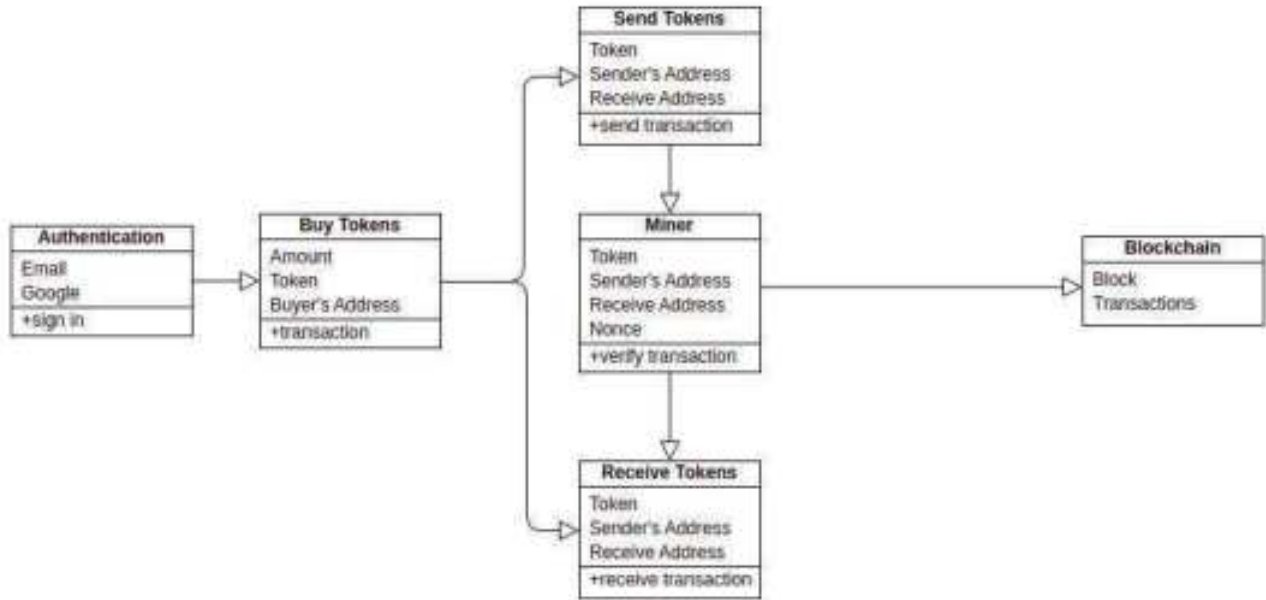 Send Tokens
Token
Sender's Address
Receive Address
+send transaction
Authentication
Email
Google
+sign in
Buy Tokens
Amount
Token
Buyer's Address
+transaction
Miner
Token
Sender's Address
Receive Address
Nonce
+verify transaction
Blockchain
Block
Transactions
Receive Tokens
Token
Sender's Address
Receive Address
+receive transaction